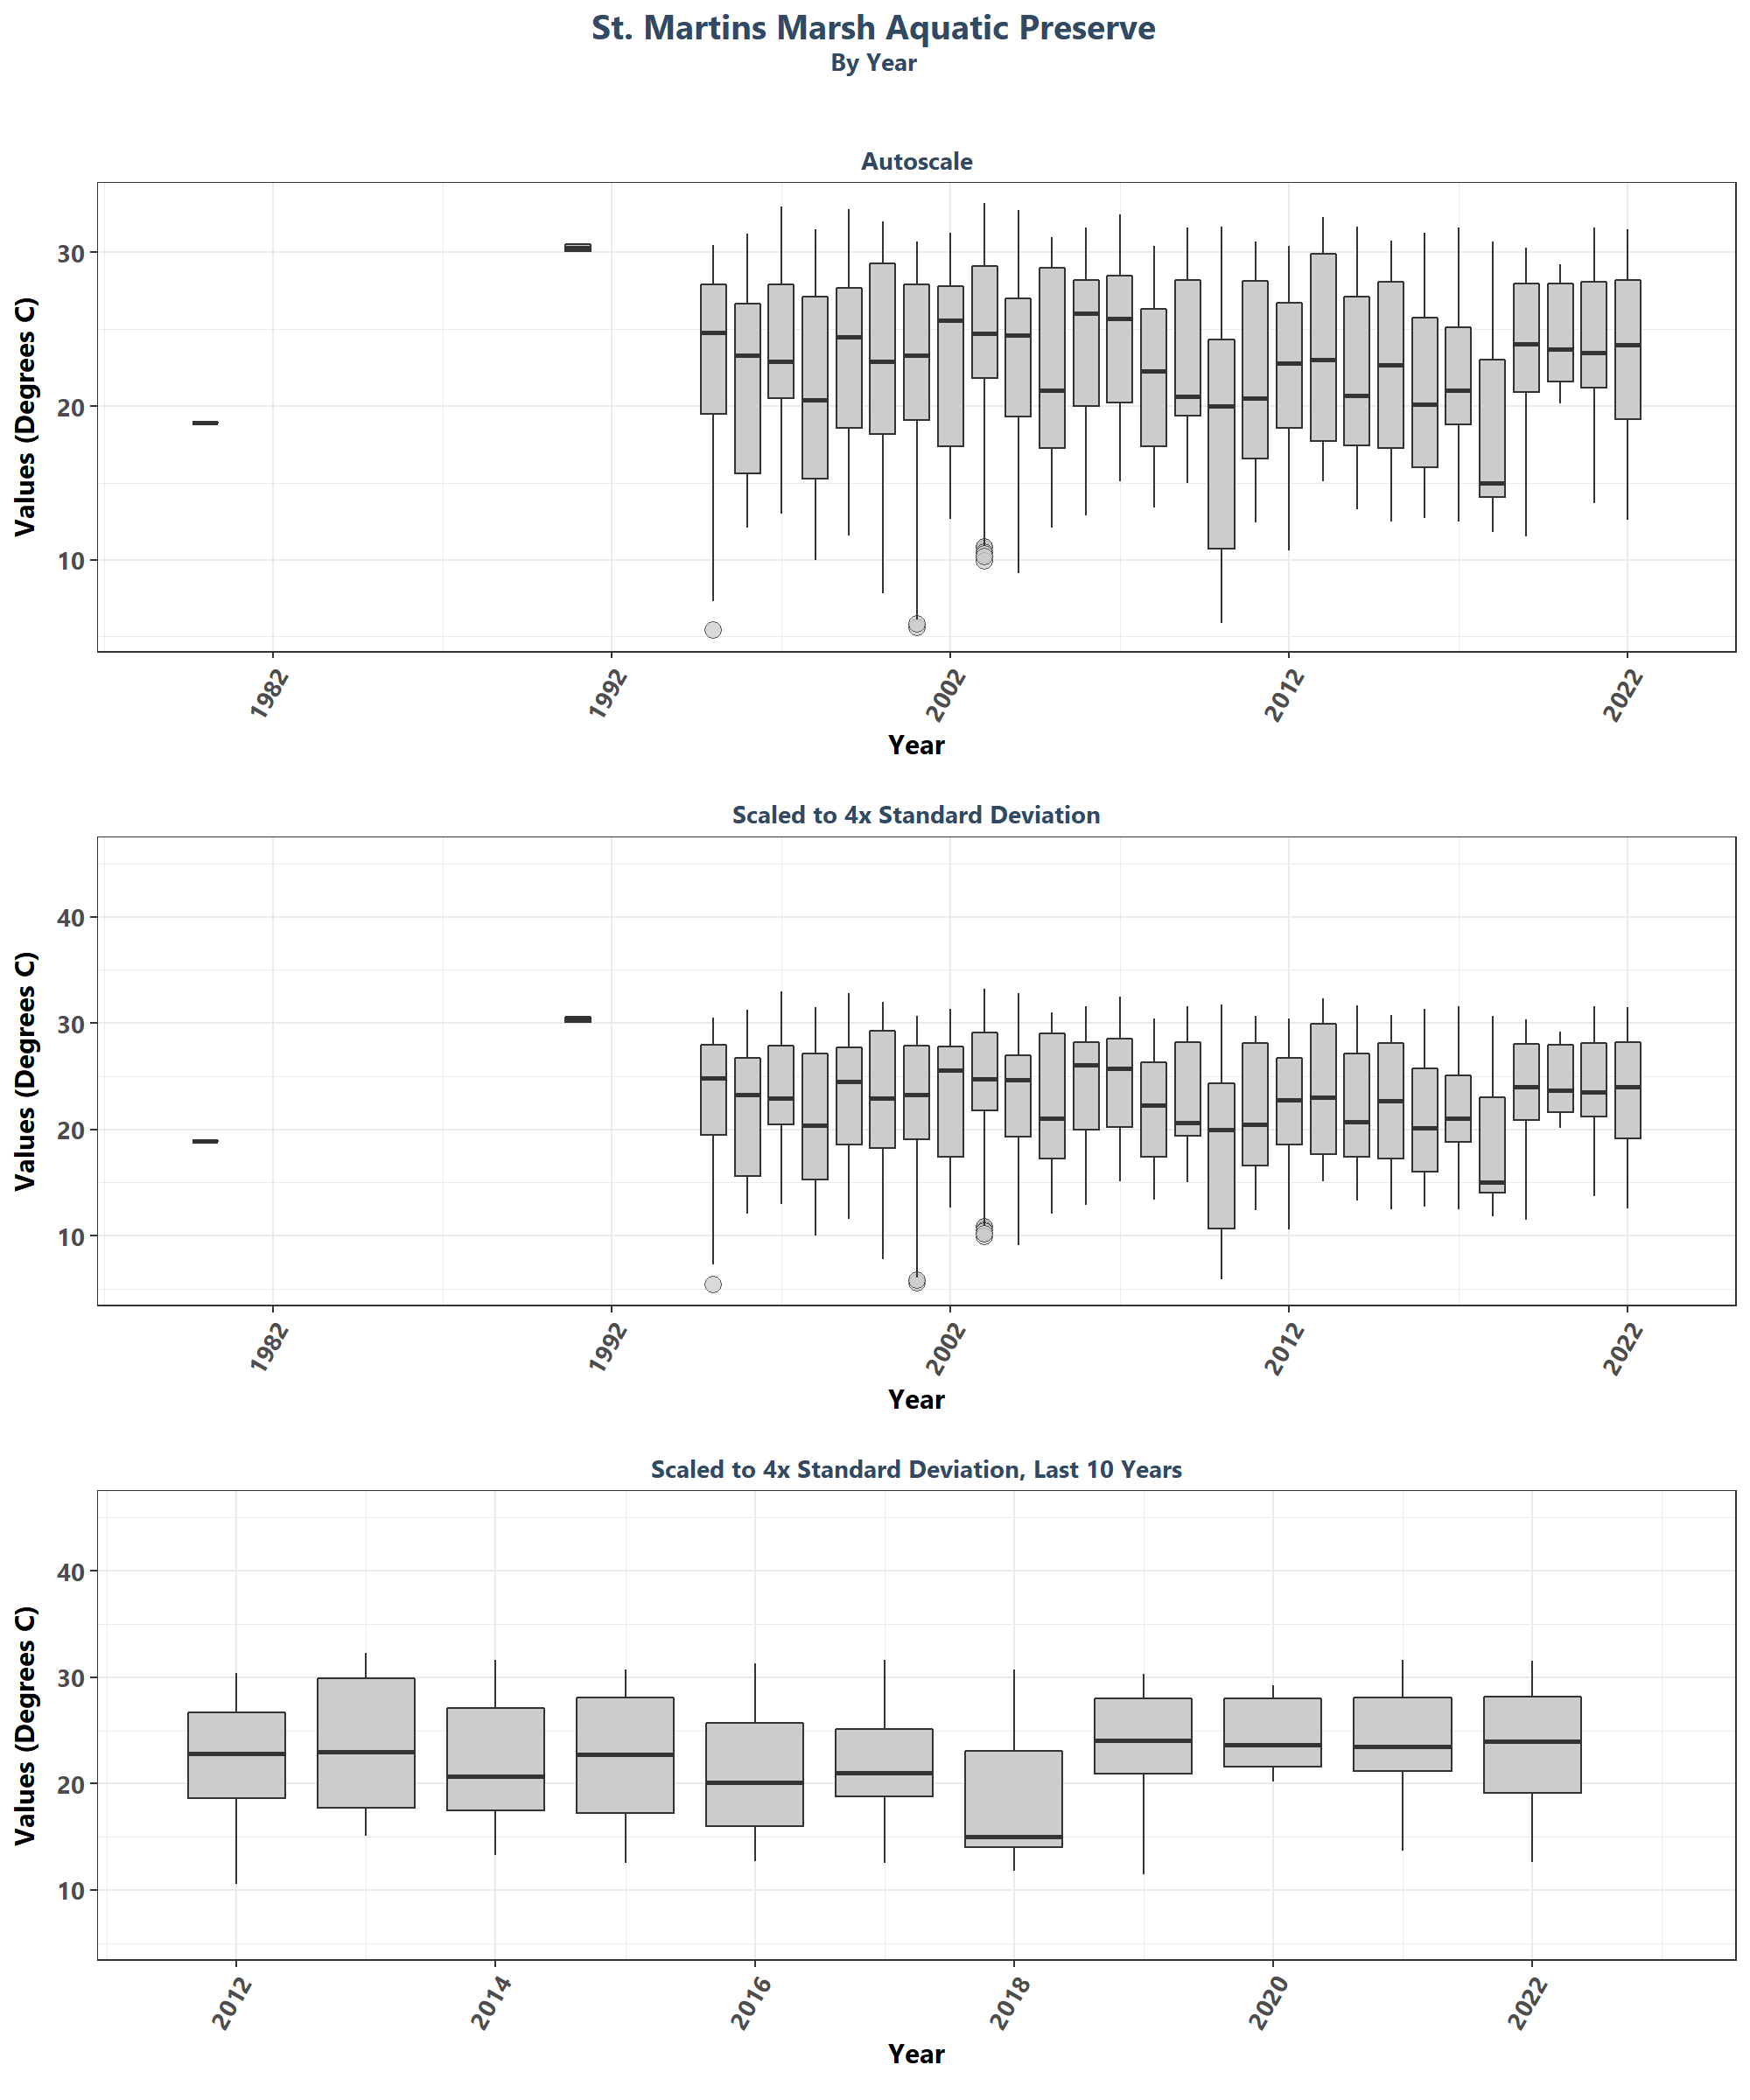 St. Martins Marsh Aquatic Preserve
By Year
Autoscale
Values (Degrees C)
30
20
10
1982
1992
2002
2012
2022
Year
Scaled to 4x Standard Deviation
Values (Degrees C)
40
30
20
10
1982
1992
2002
2012
2022
Year
Scaled to 4x Standard Deviation, Last 10 Years
Values (Degrees C)
40
30
20
10
2012
2014
2016
2018
2020
2022
Year